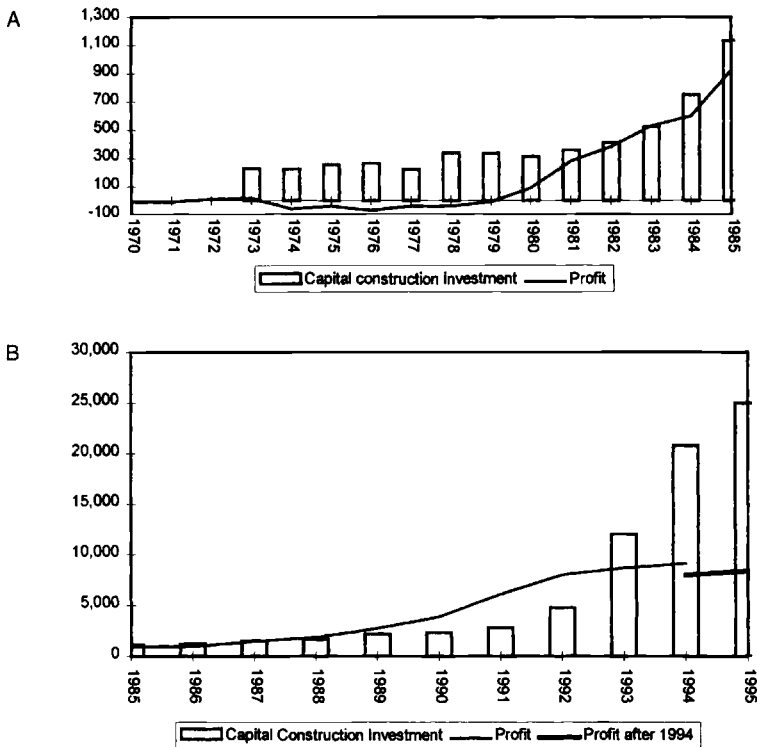 A
1,300
1,100
900
700
500
300
100
-100
1970 1971 1972 1973 1974 1975 1976 1977 1978 1979 1980 1981 1982 1983 1984 1985
Capital construction Investment Profit
B
30,000
25,000
20,000
15,000
10,000
5,000
0
1985 1986 1987 1988 1989 1990 1991 1992 1993 1994 1995
Capital Construction Investment Profit Profit after 1994